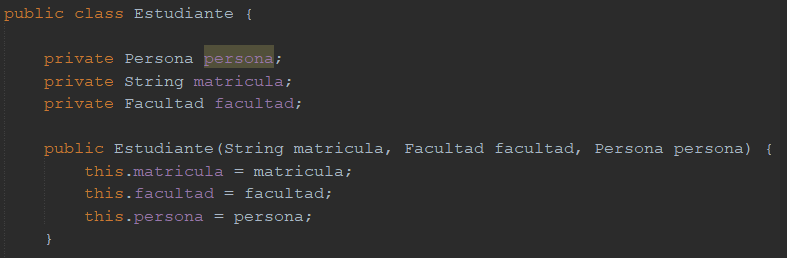 public class Estudiante {
private Persona persona;
private String matricula;
private Facultad facultad;
public Estudiante(String matricula, Facultad facultad, Persona persona) {
this.matricula = matricula;
this.facultad = facultad;
this.persona = persona;
}